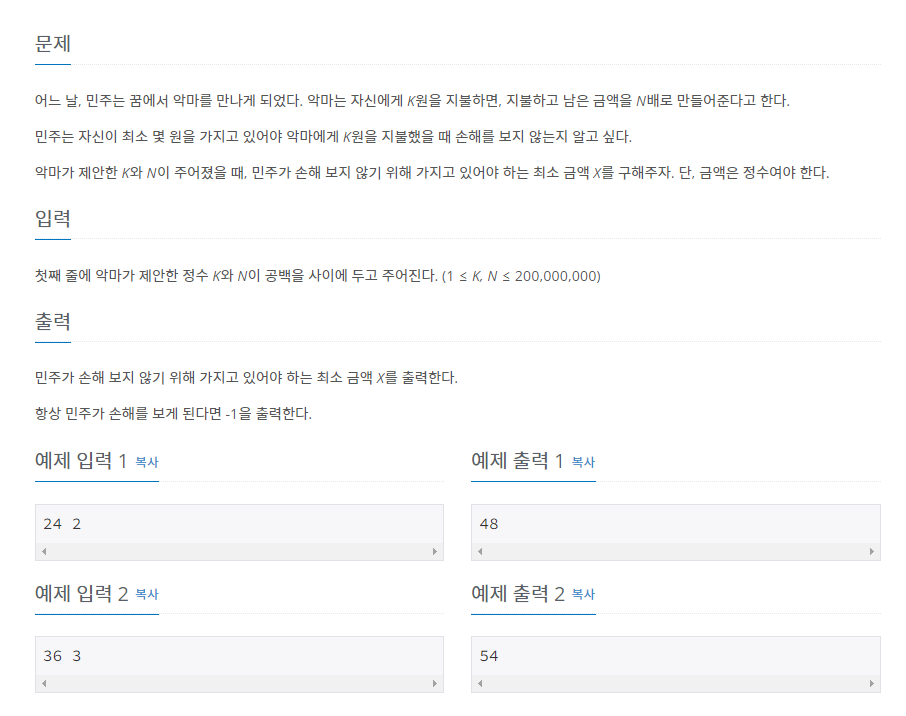 문제
어느 날, 민주는 꿈에서 악마를 만나게 되었다. 악마는 자신에게 K원을 지불하면, 지불하고 남은 금액을 N배로 만들어준다고 한다.
민주는 자신이 최소 몇 원을 가지고 있어야 악마에게 K원을 지불했을 때 손해를 보지 않는지 알고 싶다.
악마가 제안한 K와 N이 주어졌을 때, 민주가 손해 보지 않기 위해 가지고 있어야 하는 최소 금액 X를 구해주자. 단, 금액은 정수여야 한다.
입력
첫째 줄에 악마가 제안한 정수 K와 N이 공백을 사이에 두고 주어진다. (1 ≤ K, N ≤ 200,000,000)
출력
민주가 손해 보지 않기 위해 가지고 있어야 하는 최소 금액 X를 출력한다.
항상 민주가 손해를 보게 된다면 -1을 출력한다.
예제 입력 1 복사
24 2
예제 출력 1 복사
48
예제 입력 2 복사
36 3
예제 출력 2 복사
54